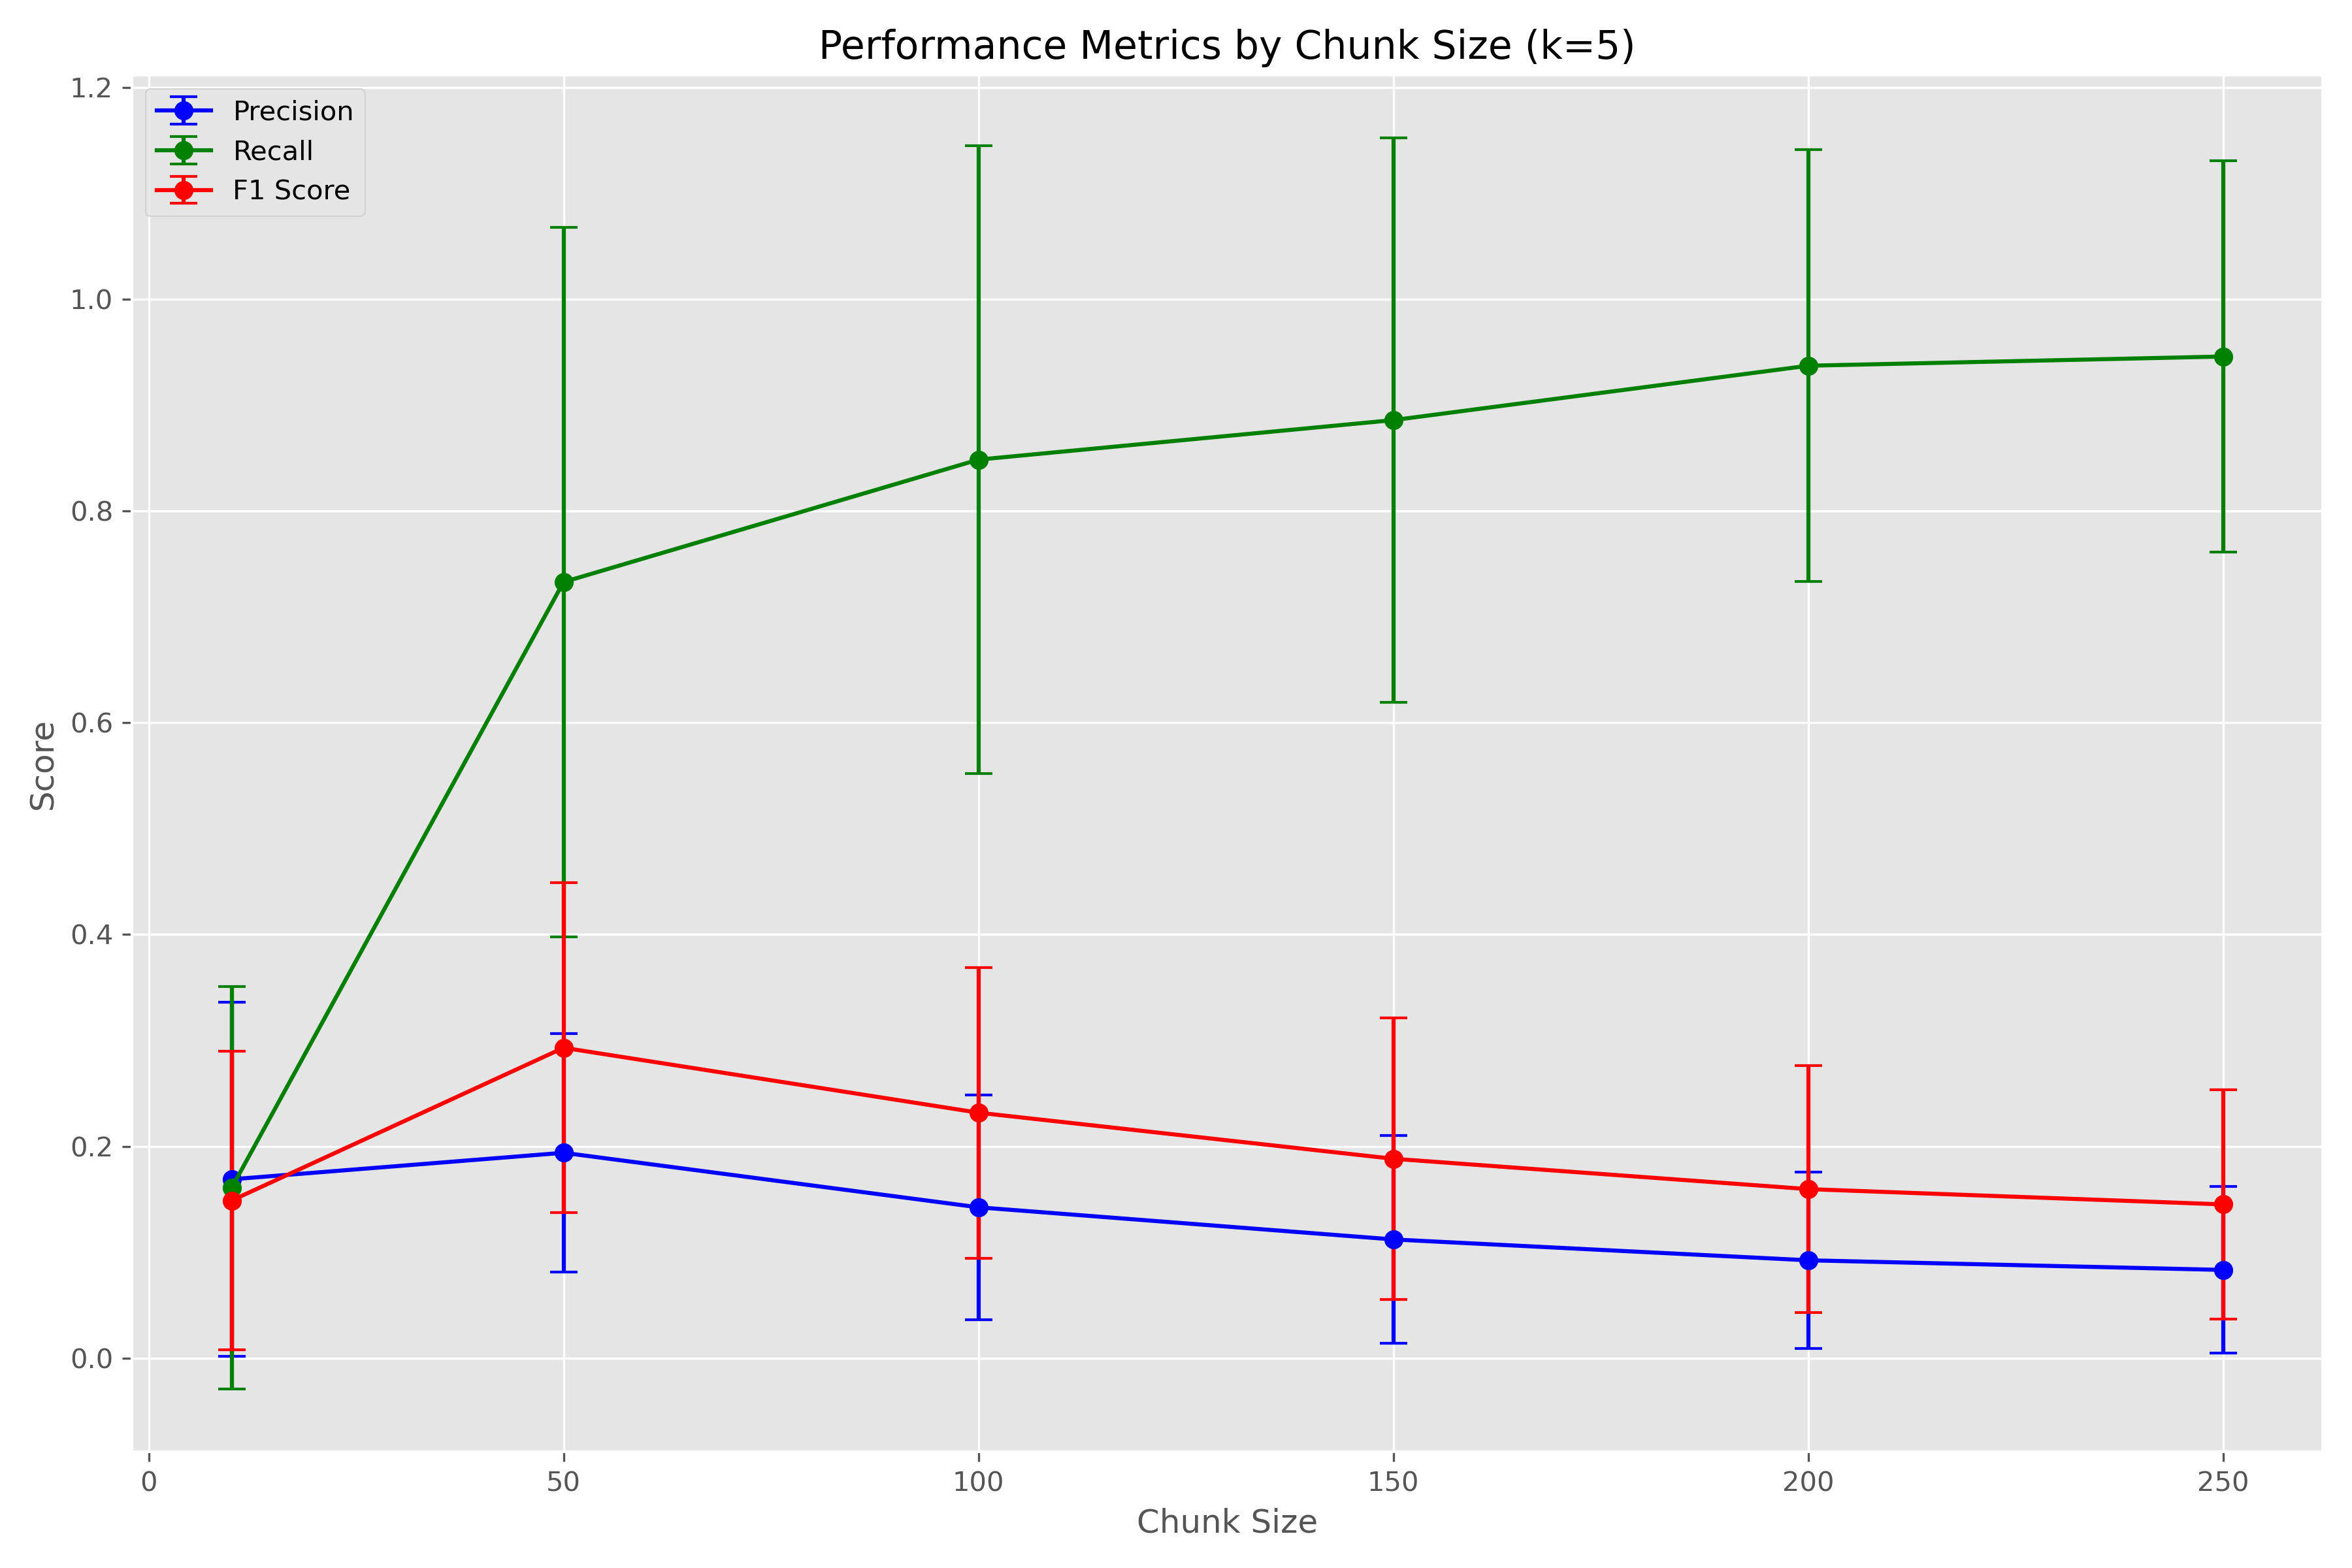 Performance Metrics by Chunk Size (k=5)
1.2
1.0
0.8
0.6
0.4
0.2
0.0
Score
Precision
Recall
F1 Score
0 50 100 150 200 250
Chunk Size